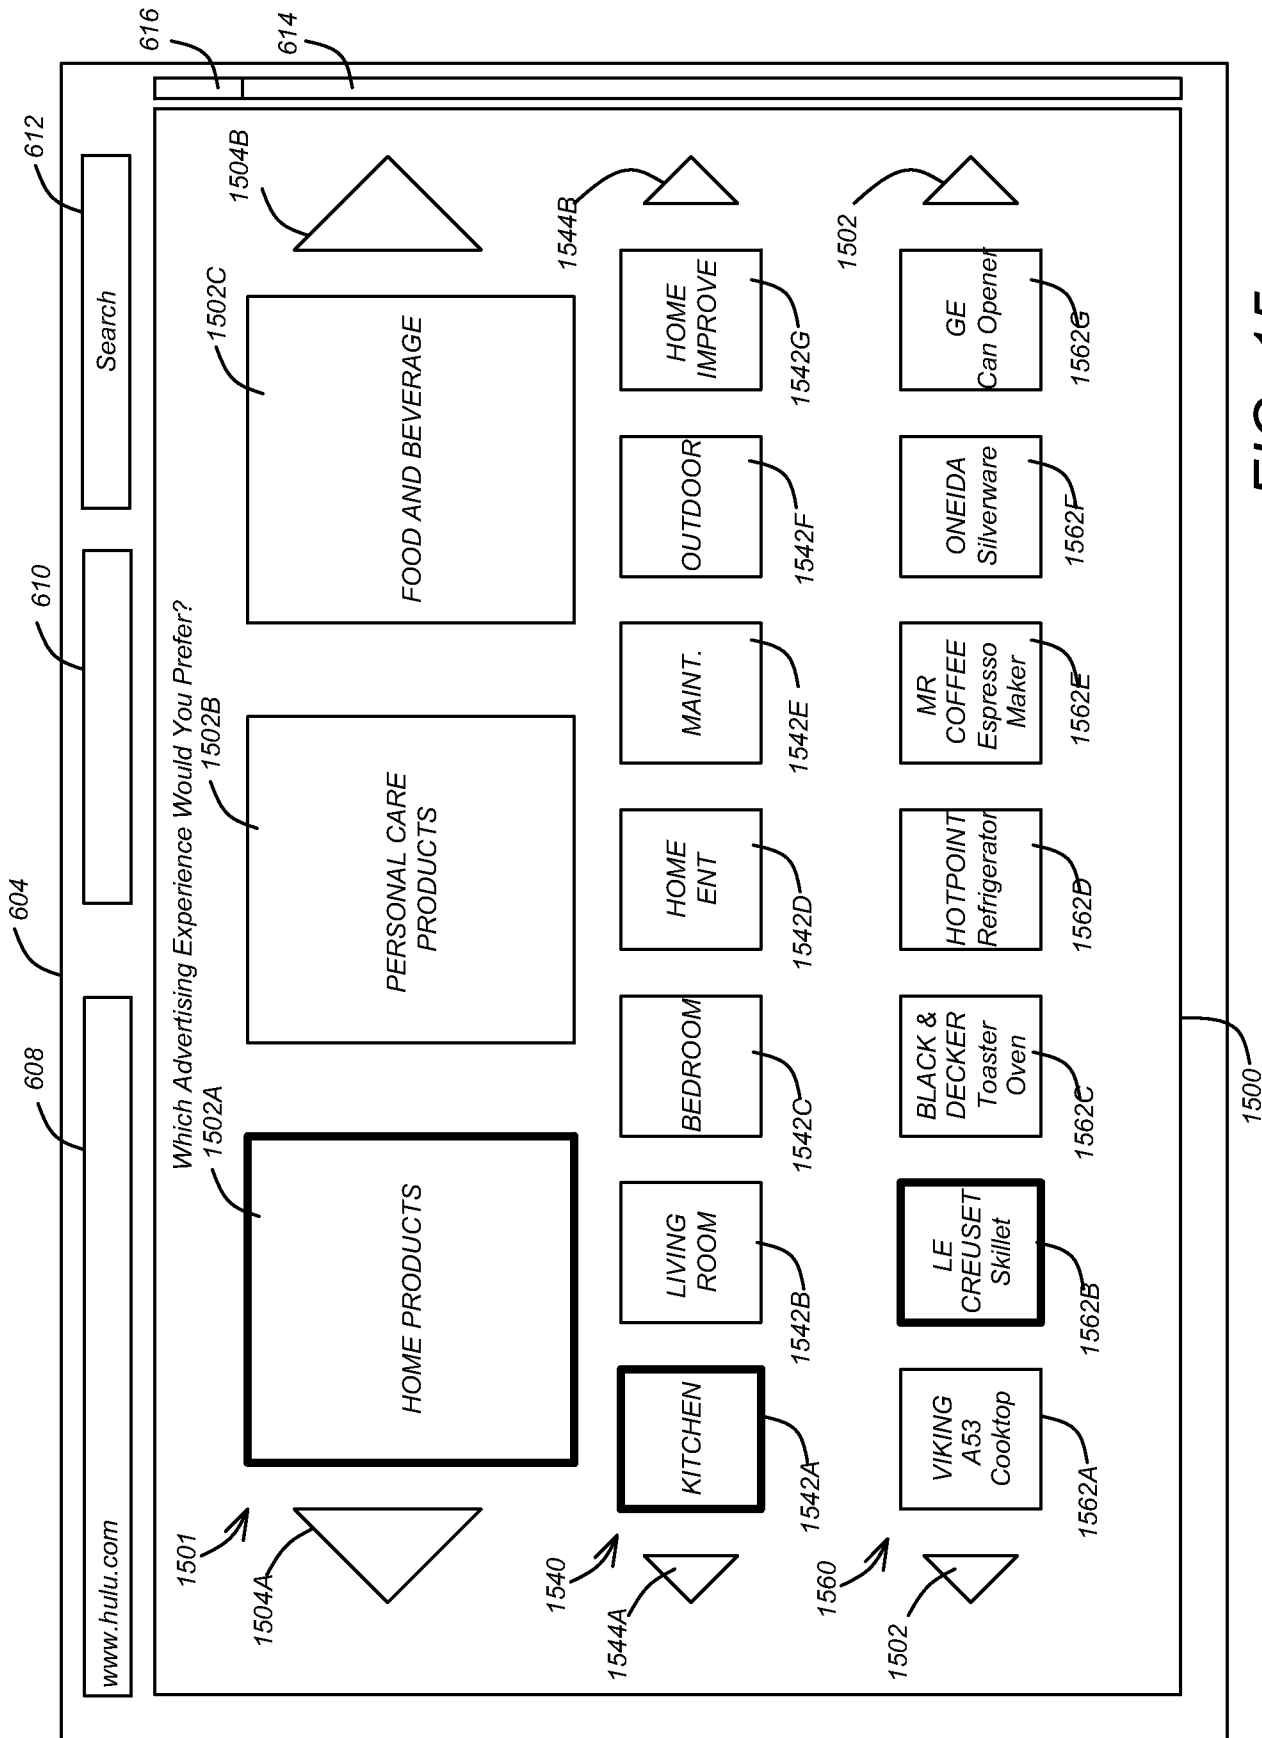 604
608
610
612
www.hulu.com
Search
616
614
Which Advertising Experience Would You Prefer?
1501
1502A
1502B
1502C
1504A
1504B
HOME PRODUCTS
PERSONAL CARE
PRODUCTS
FOOD AND BEVERAGE
1540
1544A
1544B
KITCHEN
LIVING
ROOM
BEDROOM
HOME
ENT
MAINT.
OUTDOOR
HOME
IMPROVE
1542A
1542B
1542C
1542D
1542E
1542F
1542G
1560
1502
1502
VIKING
A53
Cooktop
LE
CREUSET
Skillet
BLACK &
DECKER
Toaster
Oven
HOTPOINT
Refrigerator
MR
COFFEE
Espresso
Maker
ONEIDA
Silverware
GE
Can Opener
1562A
1562B
1562C
1562D
1562E
1562F
1562G
1500